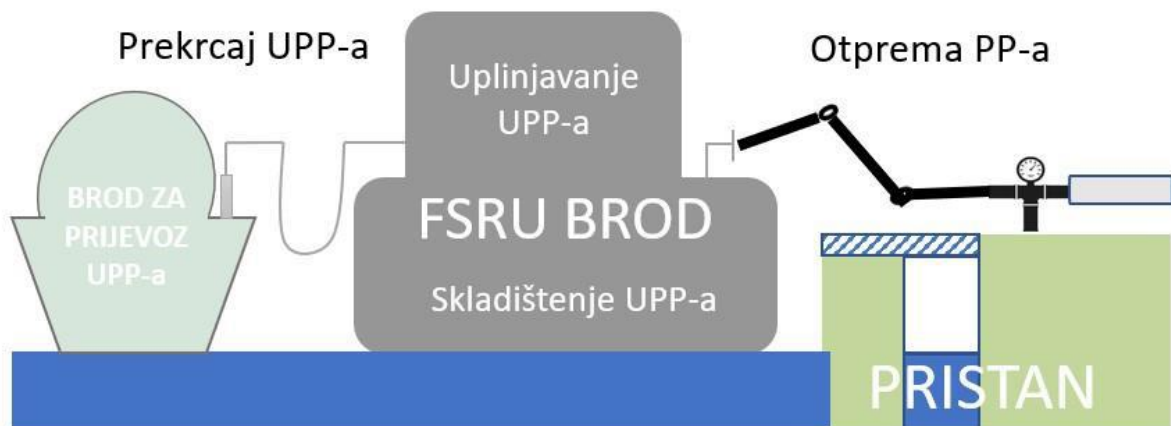 Prekrcaj UPP-a
Otprema PP-a
Uplinjavanje
UPP-a
BROD ZA
PRIJEVOZ
UPP-a
FSRU BROD
Skladištenje UPP-a
PRISTAN